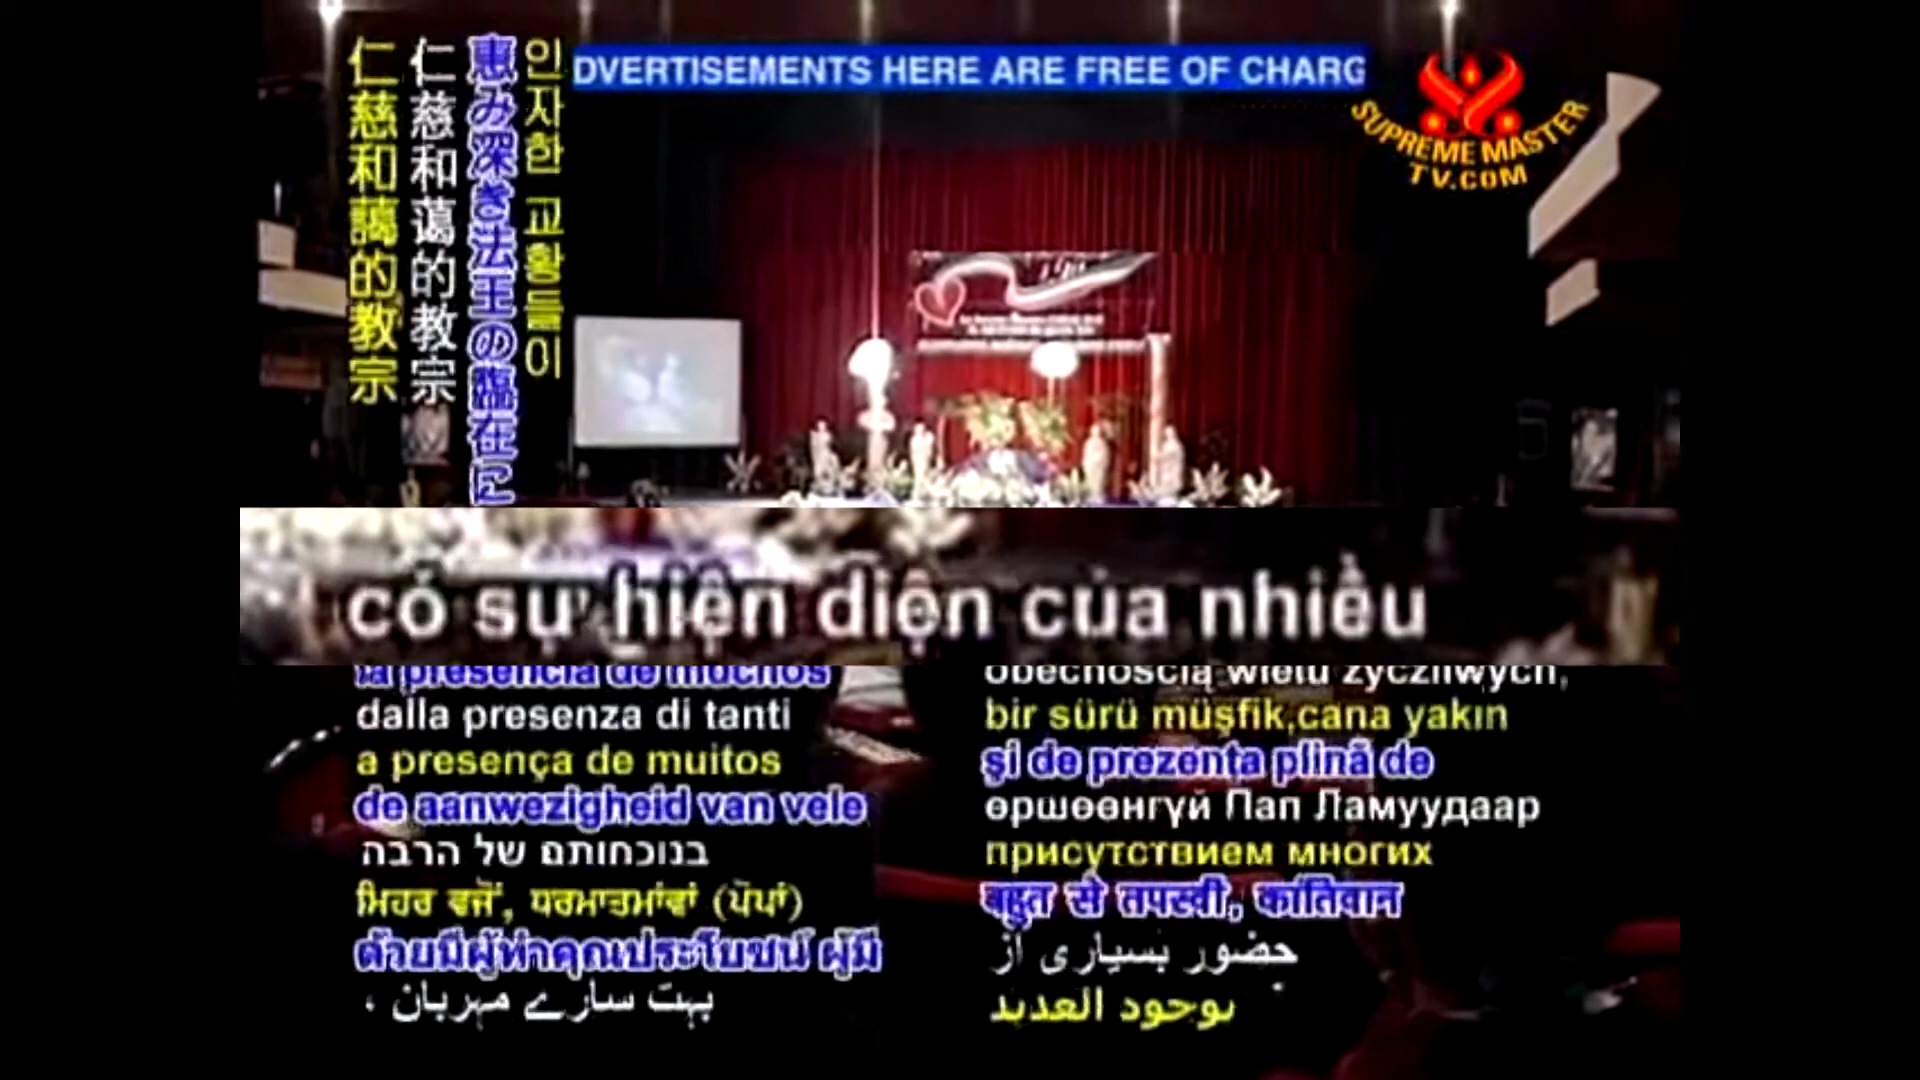 仁慈和藹的教宗
仁慈和蔼的教宗
惠み深き法王の臨在に
인자한 교황들이
DVERTISEMENTS HERE ARE FREE OF CHARG
SUPREME MASTER
TV.COM
có sự hiện diện của nhiều
la presencia de muchos
dalla presenza di tanti
a presença de muitos
de aanwezigheid van vele
בנוכחותם של הרבה
ਮਿਹਰ ਵਜੋਂ, ਧਰਮਾਤਮਾਂਵਾਂ (ਪੋਪਾਂ)
ด้วยมีผู้ทำคุณประโยชน์ ผู้มี
بہت سارے مہربان ،
obecnością wielu życzliwych,
bir sürü müşfik,cana yakın
şi de prezenţa plină de
өршөөнгүй Пап Ламуудаар
присутствием многих
बहुत से तपस्वी, कांतिवान
حضور بسیاری از
بوجود العديد